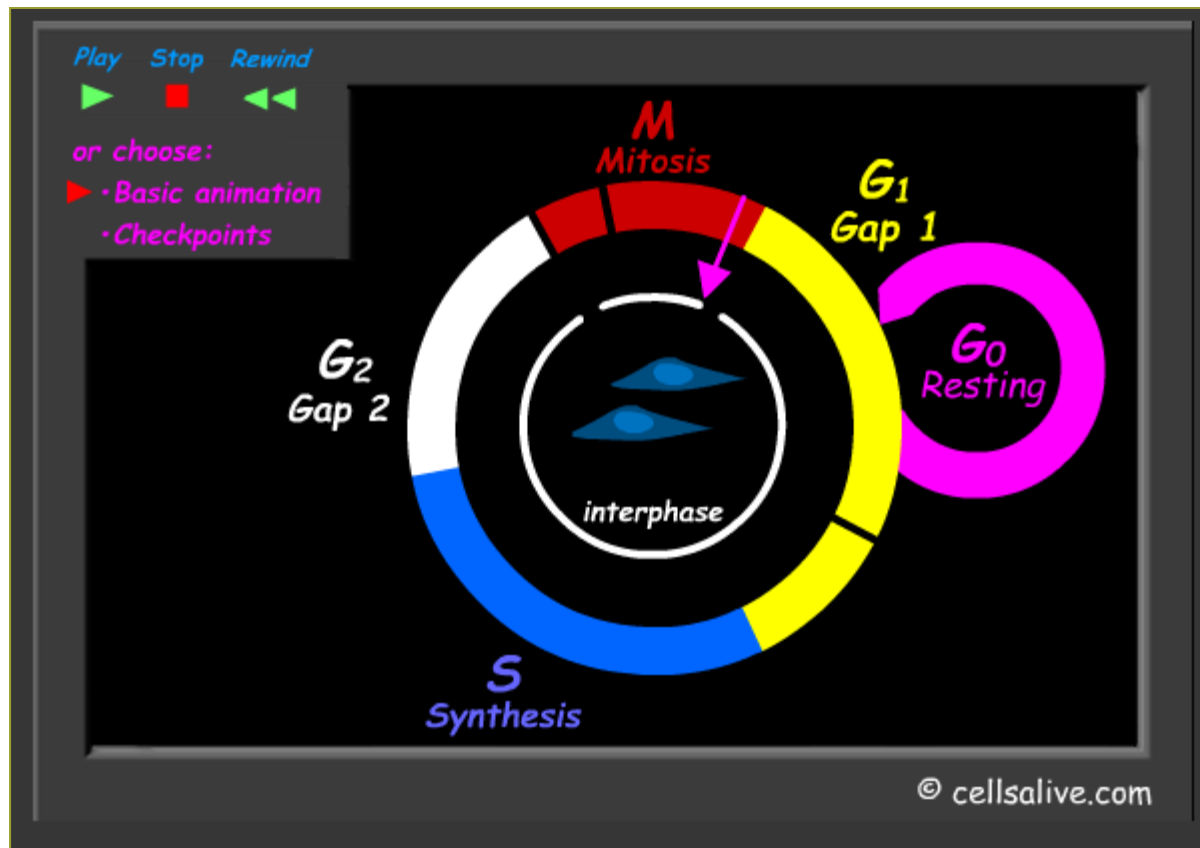 Play Stop Rewind
or choose:
· Basic animation
· Checkpoints
M
Mitosis
G1
Gap 1
G0
Resting
G2
Gap 2
interphase
S
Synthesis
© cellsalive.com